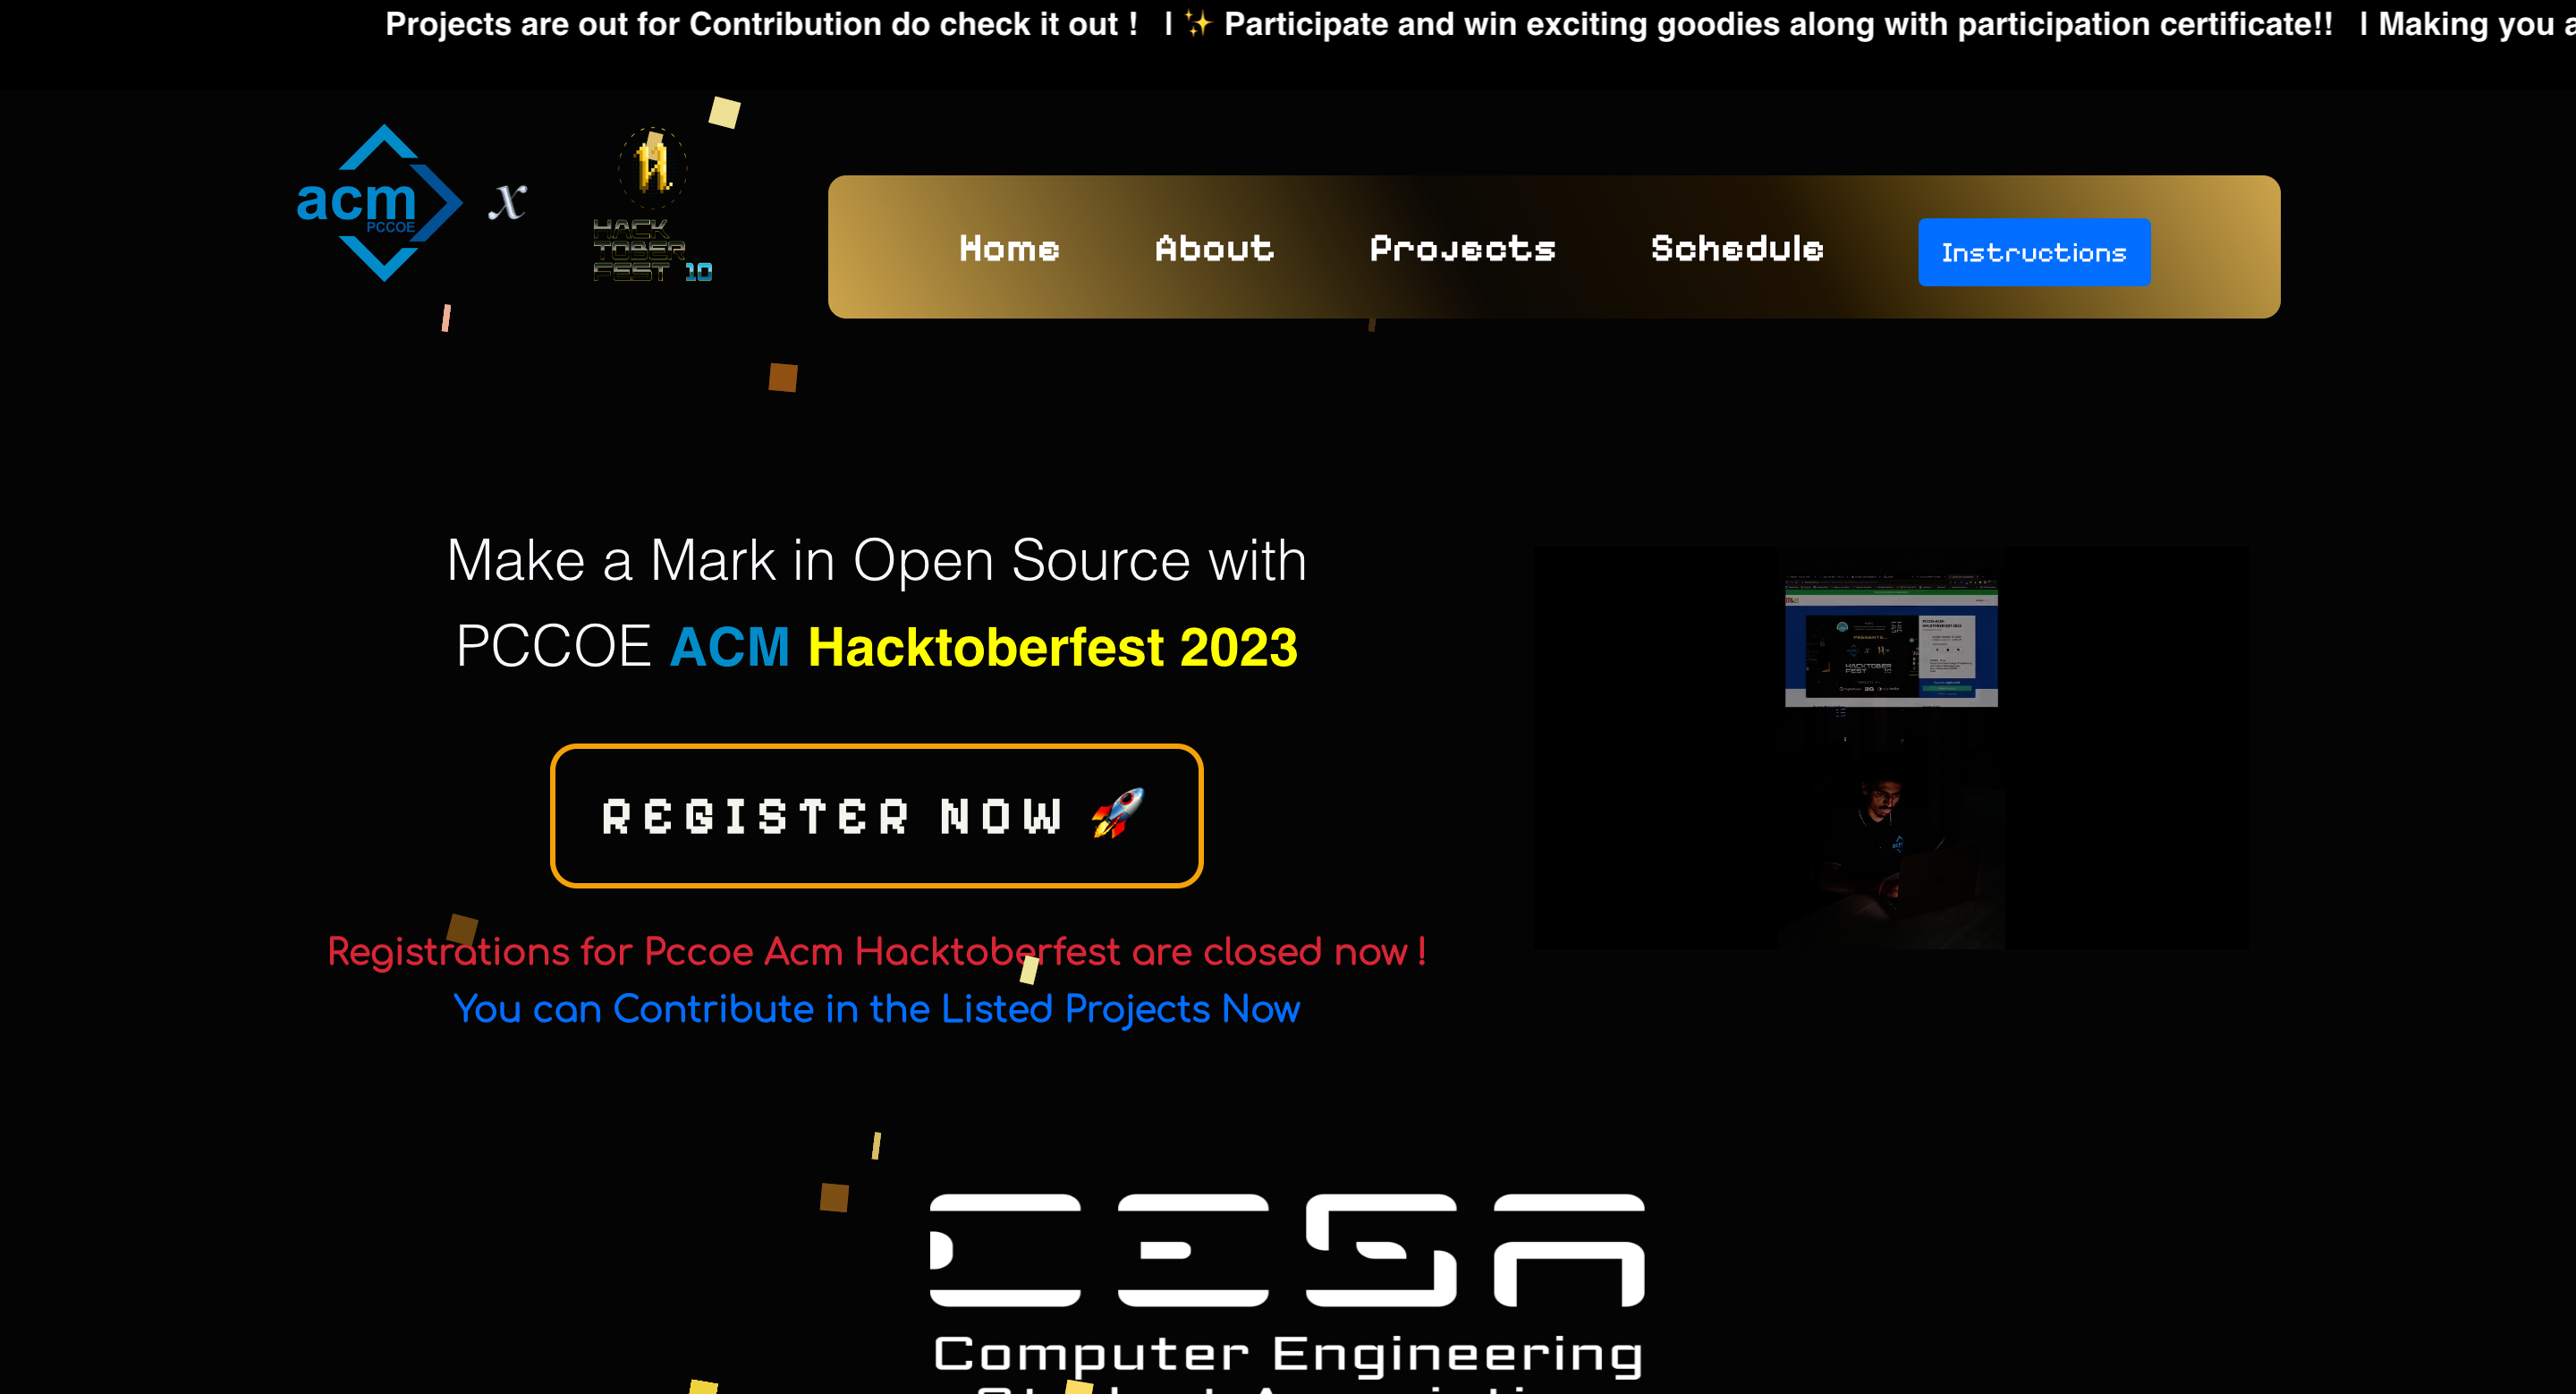 Projects are out for Contribution do check it out ! | ✨ Participate and win exciting goodies along with participation certificate!! | Making you a
acm
PCCOE
x
HACK
TOBER
FEST 10
Home About Projects Schedule Instructions
Make a Mark in Open Source with
PCCOE ACM Hacktoberfest 2023
REGISTER NOW 🚀
Registrations for Pccoe Acm Hacktoberfest are closed now !
You can Contribute in the Listed Projects Now
CESA
Computer Engineering